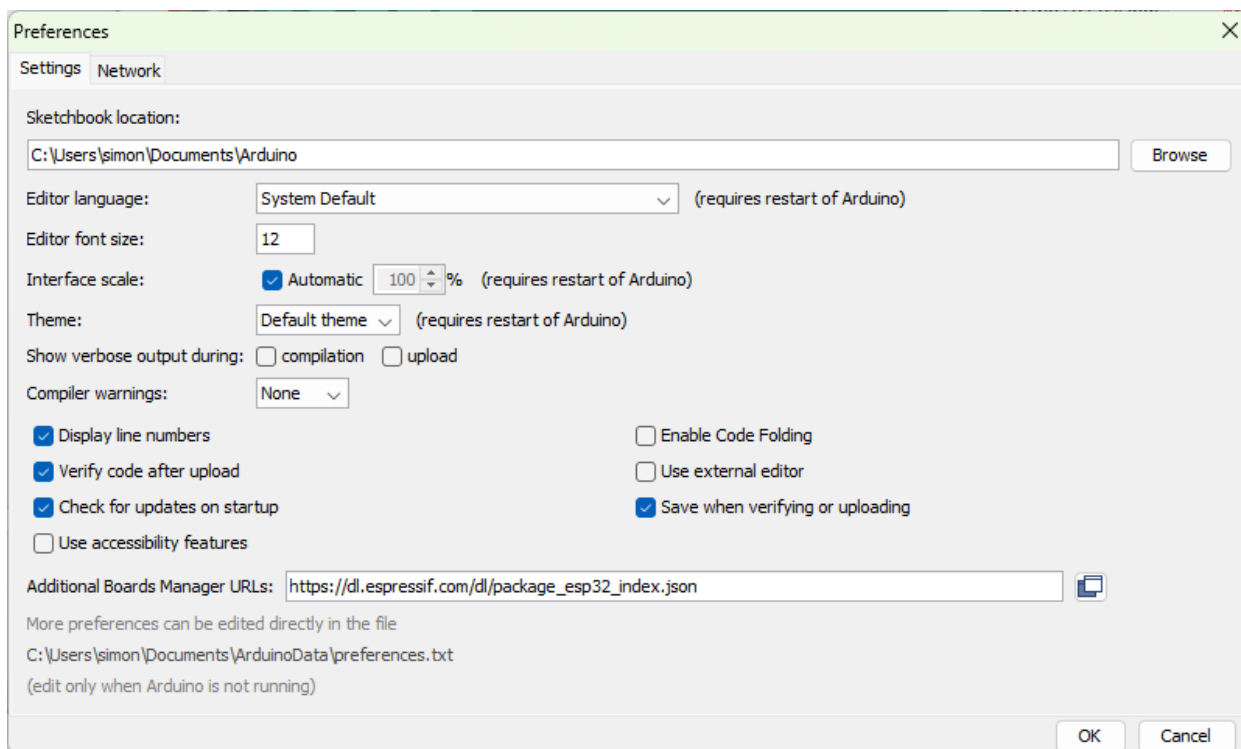 Preferences
Settings Network
Sketchbook location:
C:\Users\simon\Documents\Arduino Browse
Editor language: System Default (requires restart of Arduino)
Editor font size: 12
Interface scale: Automatic 100 % (requires restart of Arduino)
Theme: Default theme (requires restart of Arduino)
Show verbose output during: compilation upload
Compiler warnings: None
Display line numbers Enable Code Folding
Verify code after upload Use external editor
Check for updates on startup Save when verifying or uploading
Use accessibility features
Additional Boards Manager URLs: https://dl.espressif.com/dl/package_esp32_index.json
More preferences can be edited directly in the file
C:\Users\simon\Documents\ArduinoData\preferences.txt
(edit only when Arduino is not running)
OK Cancel